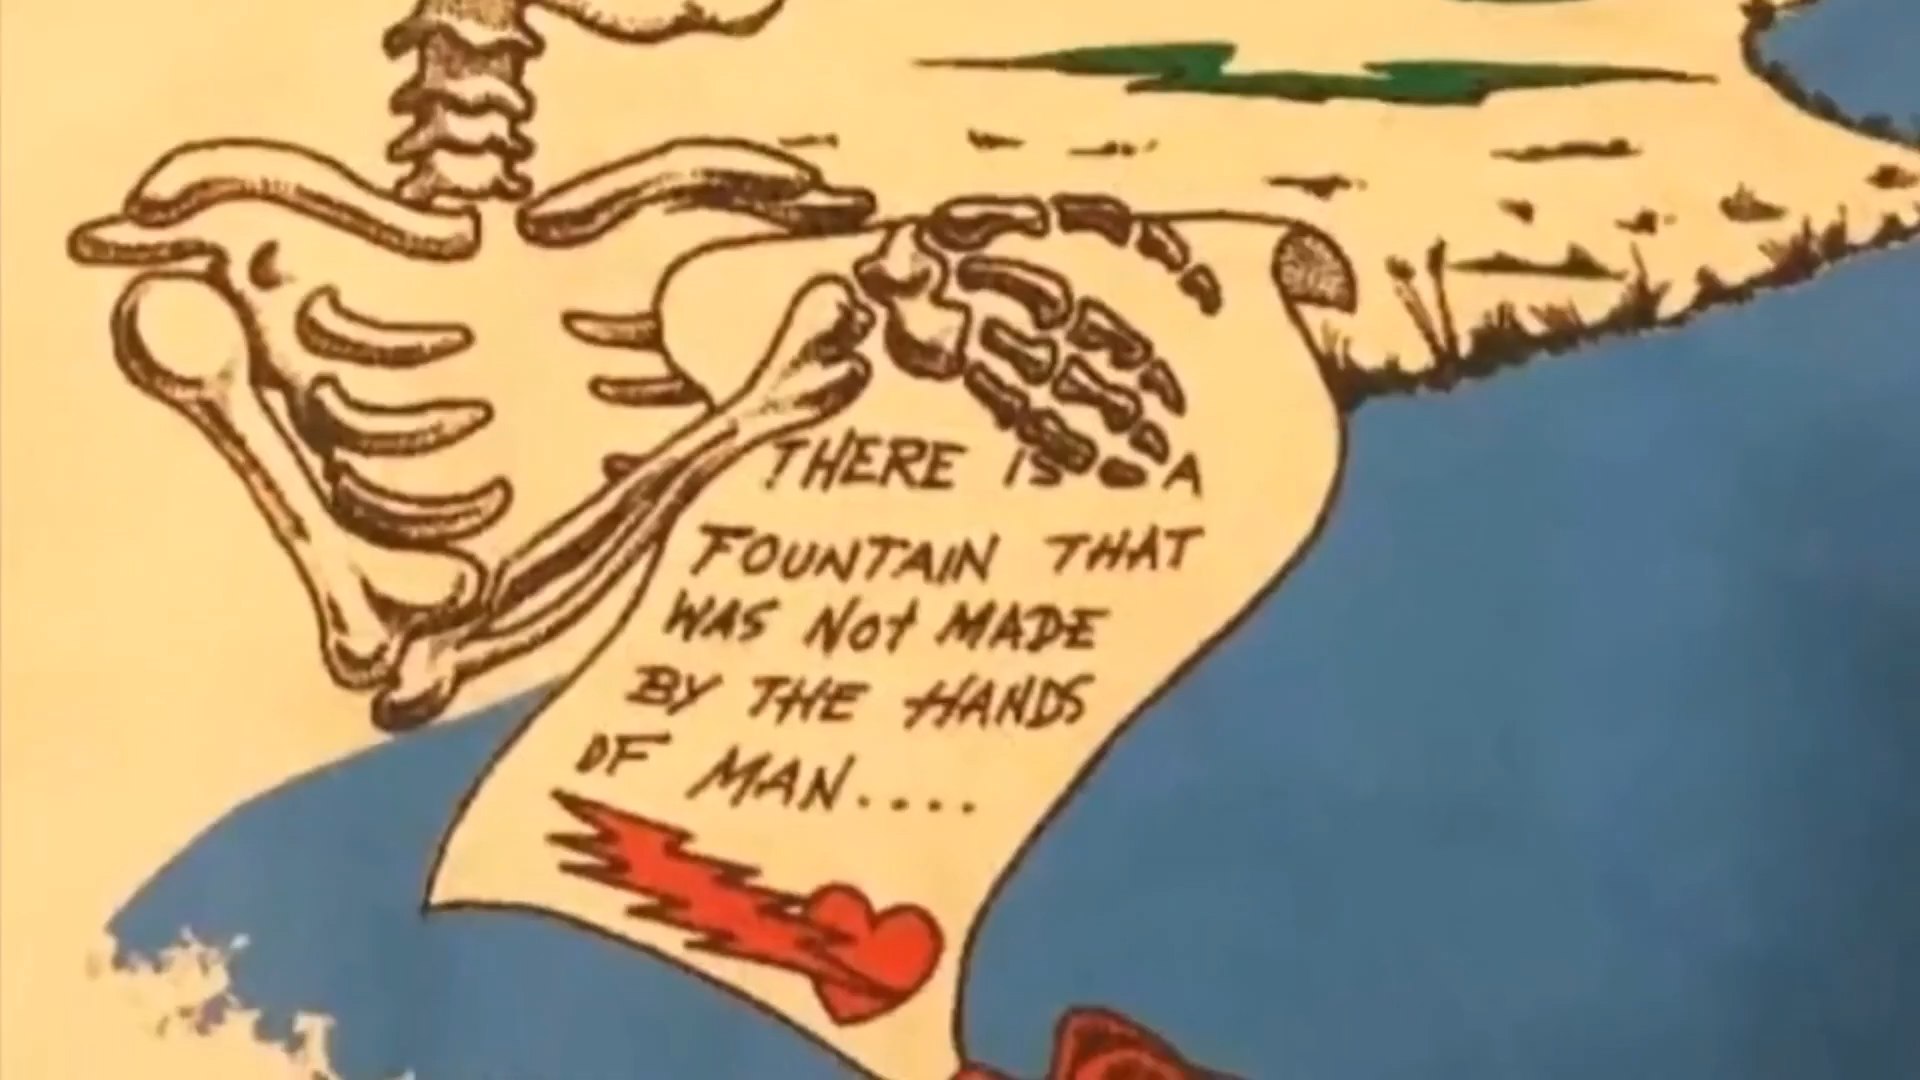 THERE IS A
FOUNTAIN THAT
WAS NOT MADE
BY THE HANDS
OF MAN....